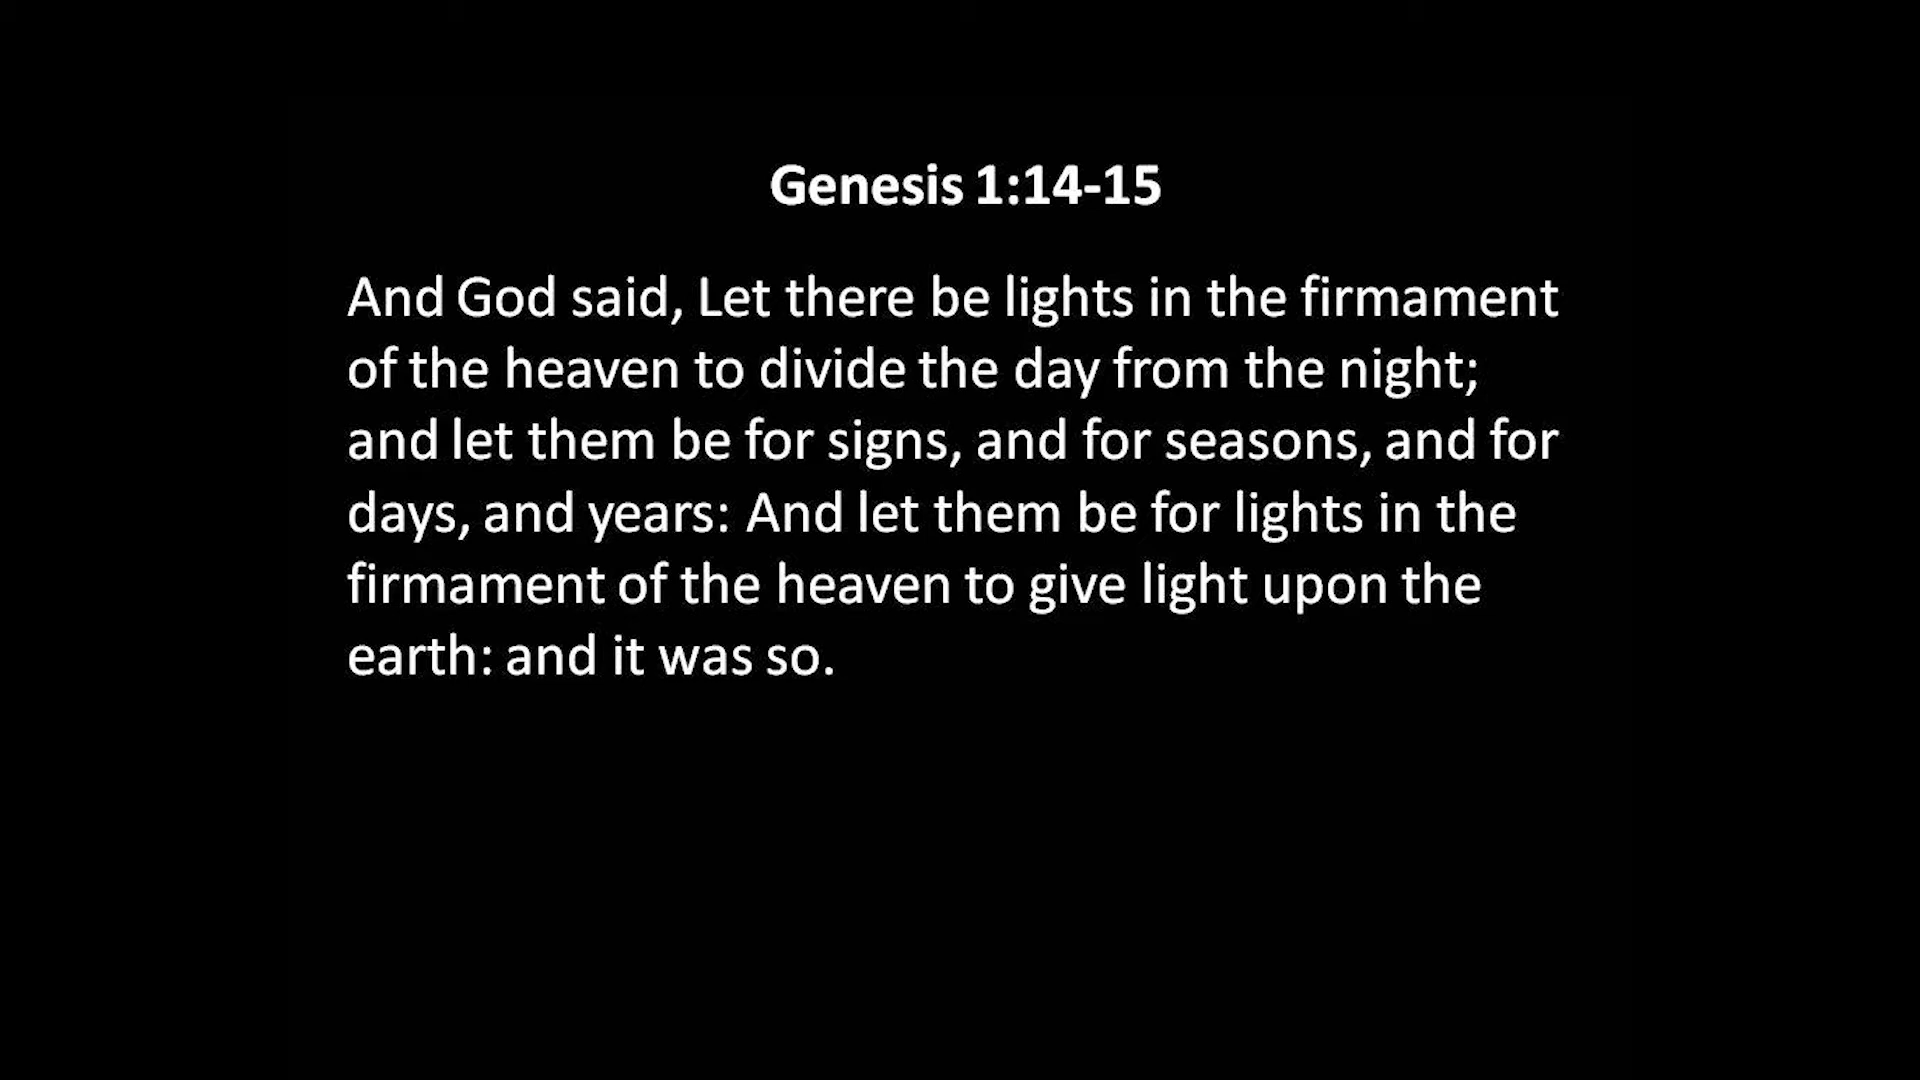 Genesis 1:14-15
And God said, Let there be lights in the firmament
of the heaven to divide the day from the night;
and let them be for signs, and for seasons, and for
days, and years: And let them be for lights in the
firmament of the heaven to give light upon the
earth: and it was so.